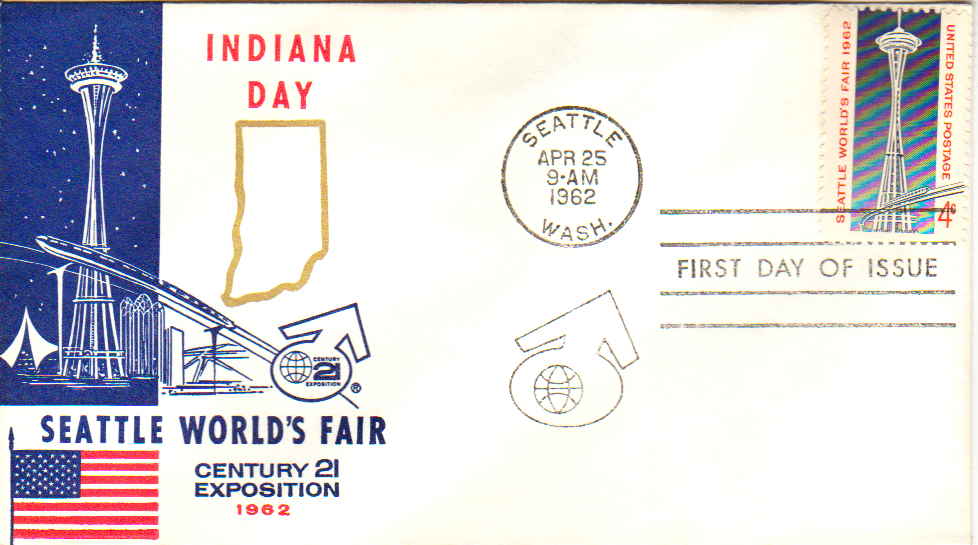 INDIANA
DAY
SEATTLE
APR 25
9-AM
1962
WASH.
SEATTLE WORLD'S FAIR 1962
UNITED STATES POSTAGE
4¢
FIRST DAY OF ISSUE
CENTURY
21
EXPOSITION
®
SEATTLE WORLD'S FAIR
CENTURY 21
EXPOSITION
1962